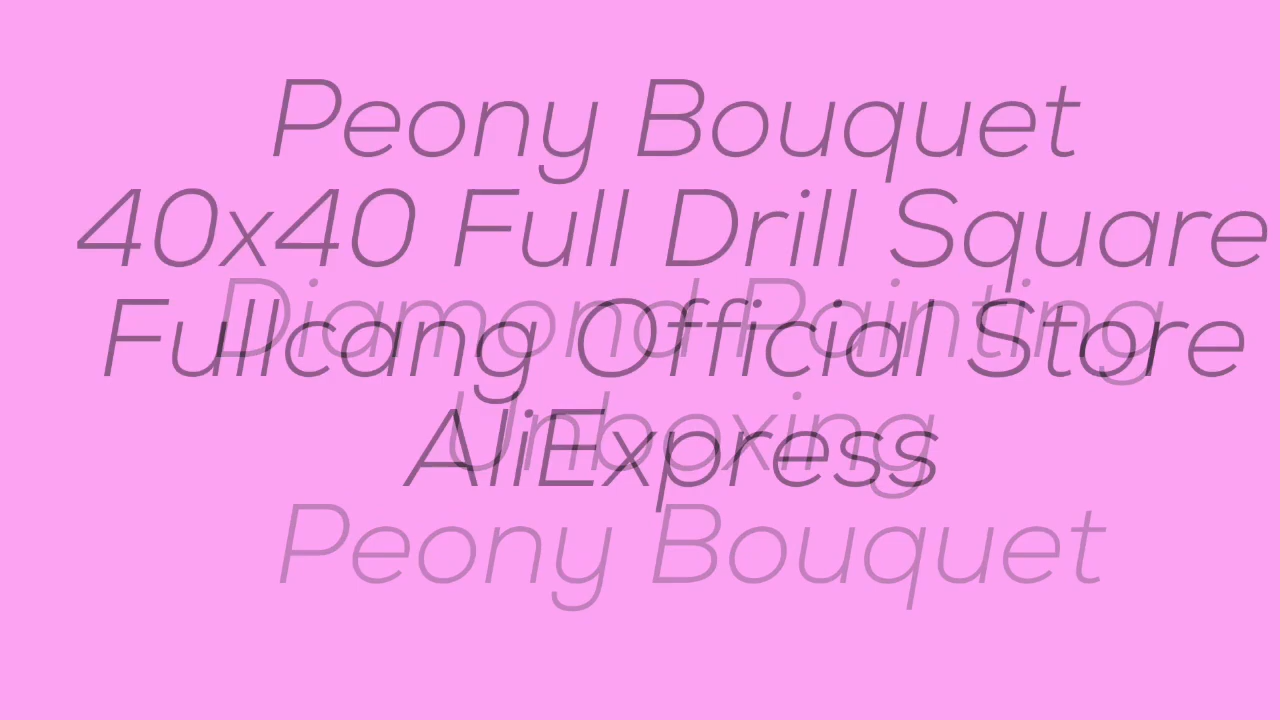 Peony Bouquet
40x40 Full Drill Square
Diamond Painting
Fullcang Official Store
Unboxing
AliExpress
Peony Bouquet